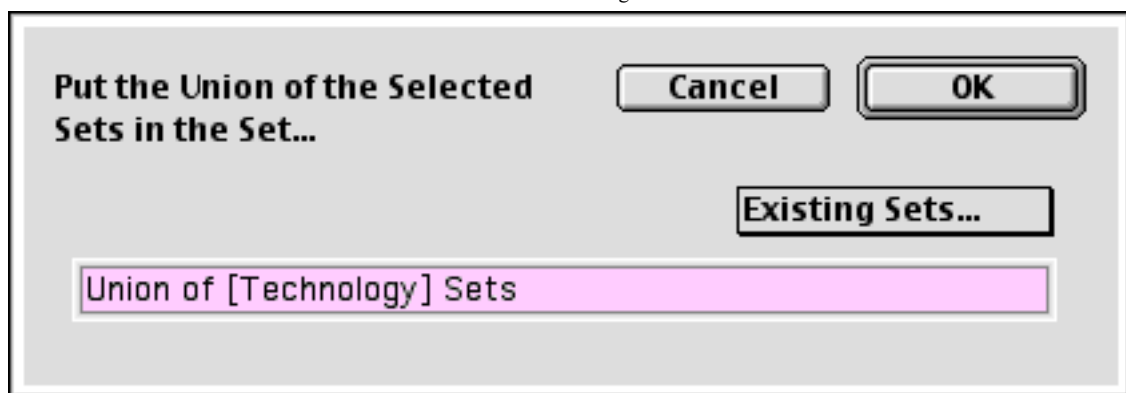 Put the Union of the Selected
Sets in the Set...
Cancel
OK
Existing Sets...
Union of [Technology] Sets